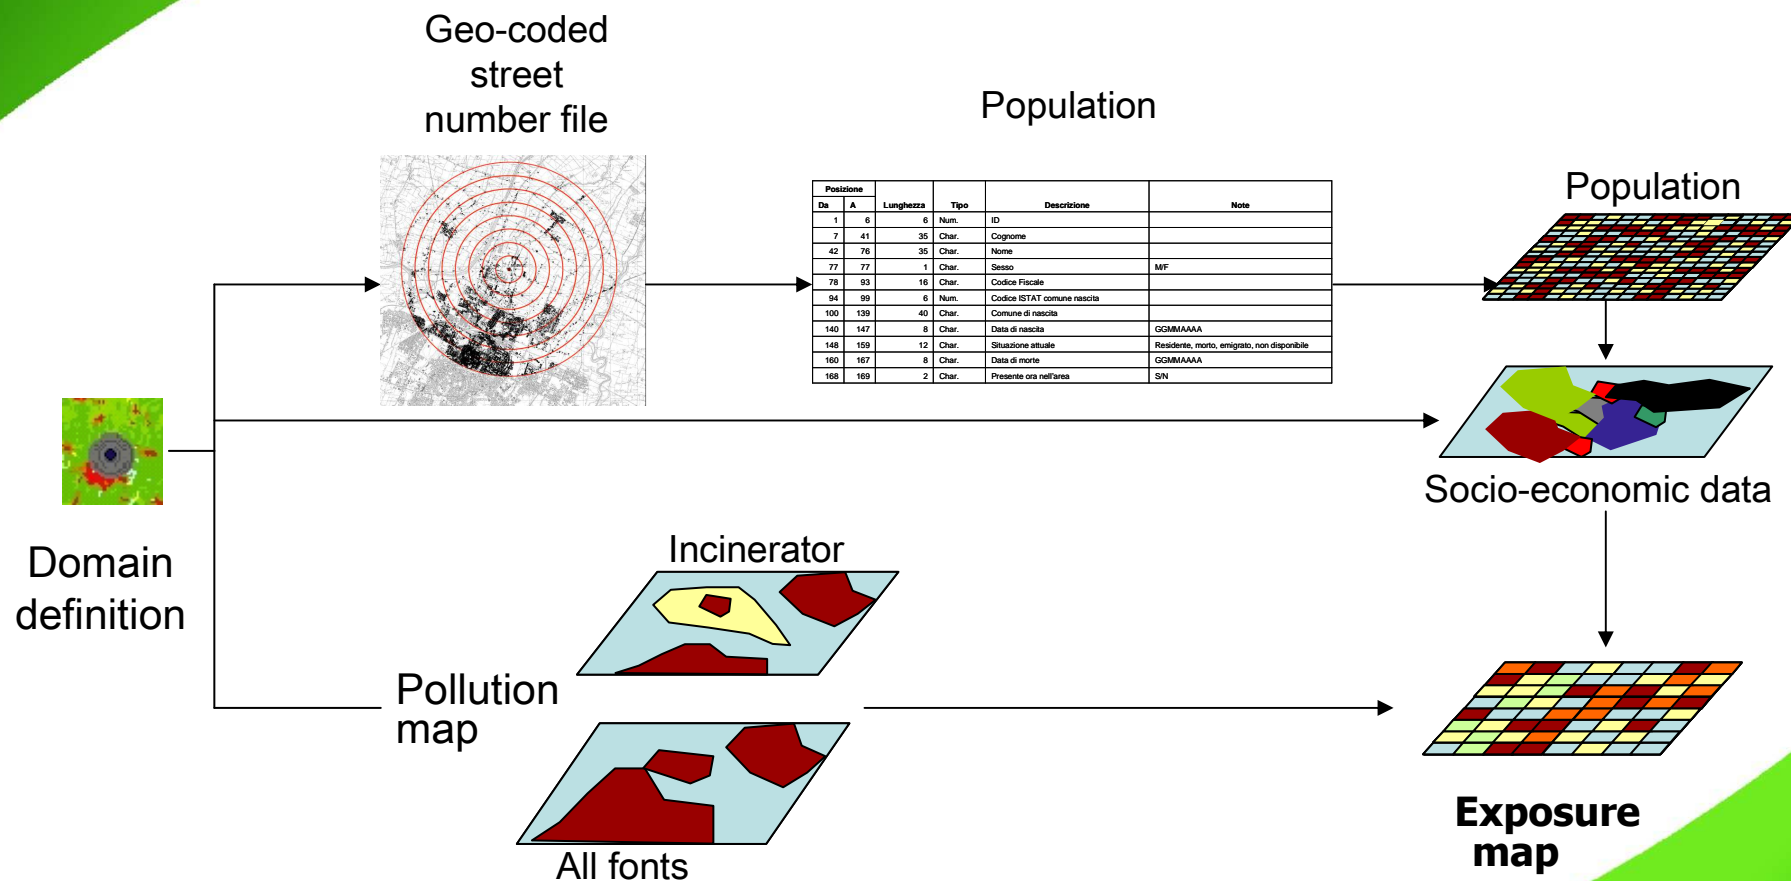 Geo-coded
street
number file
Population
Posizione
Da A Lunghezza Tipo Descrizione Note
1 6 6 Num. ID
7 41 35 Char. Cognome
42 76 35 Char. Nome
77 77 1 Char. Sesso M/F
78 93 16 Char. Codice Fiscale
94 99 6 Num. Codice ISTAT comune nascita
100 139 40 Char. Comune di nascita
140 147 8 Char. Data di nascita GGMMAAAA
148 159 12 Char. Situazione attuale Residente, morto, emigrato, non disponibile
160 167 8 Char. Data di morte GGMMAAAA
168 169 2 Char. Presente ora nell'area S/N
Population
Socio-economic data
Domain
definition
Incinerator
Pollution
map
All fonts
Exposure
map